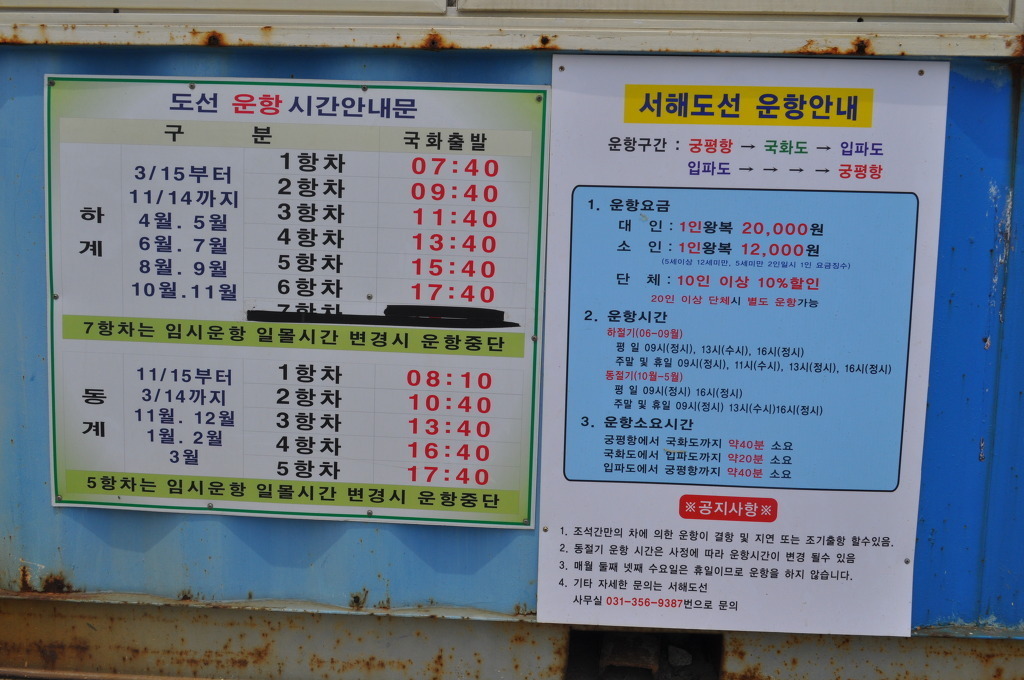 도선 운항 시간안내문
구 분 국화출발
하계
3/15부터
11/14까지
4월. 5월
6월. 7월
8월. 9월
10월.11월
1항차 07:40
2항차 09:40
3항차 11:40
4항차 13:40
5항차 15:40
6항차 17:40
7항차
7항차는 임시운항 일몰시간 변경시 운항중단
동계
11/15부터
3/14까지
11월. 12월
1월. 2월
3월
1항차 08:10
2항차 10:40
3항차 13:40
4항차 16:40
5항차 17:40
5항차는 임시운항 일몰시간 변경시 운항중단
서해도선 운항안내
운항구간 : 궁평항 → 국화도 → 입파도
입파도 → → → → 궁평항
1. 운항요금
대 인 : 1인왕복 20,000원
소 인 : 1인왕복 12,000원
(5세이상 12세미만, 5세미만 2인일시 1인 요금징수)
단 체 : 10인 이상 10%할인
20인 이상 단체시 별도 운항가능
2. 운항시간
하절기(06-09월)
평 일 09시(정시), 13시(수시), 16시(정시)
주말 및 휴일 09시(정시), 11시(수시), 13시(정시), 16시(정시)
동절기(10월-5월)
평 일 09시(정시) 16시(정시)
주말 및 휴일 09시(정시) 13시(수시)16시(정시)
3. 운항소요시간
궁평항에서 국화도까지 약40분 소요
국화도에서 입파도까지 약20분 소요
입파도에서 궁평항까지 약40분 소요
※공지사항※
1. 조석간만의 차에 의한 운항이 결항 및 지연 또는 조기출항 할수있음.
2. 동절기 운항 시간은 사정에 따라 운항시간이 변경 될수 있음
3. 매월 둘째 넷째 수요일은 휴일이므로 운항을 하지 않습니다.
4. 기타 자세한 문의는 서해도선
사무실 031-356-9387번으로 문의